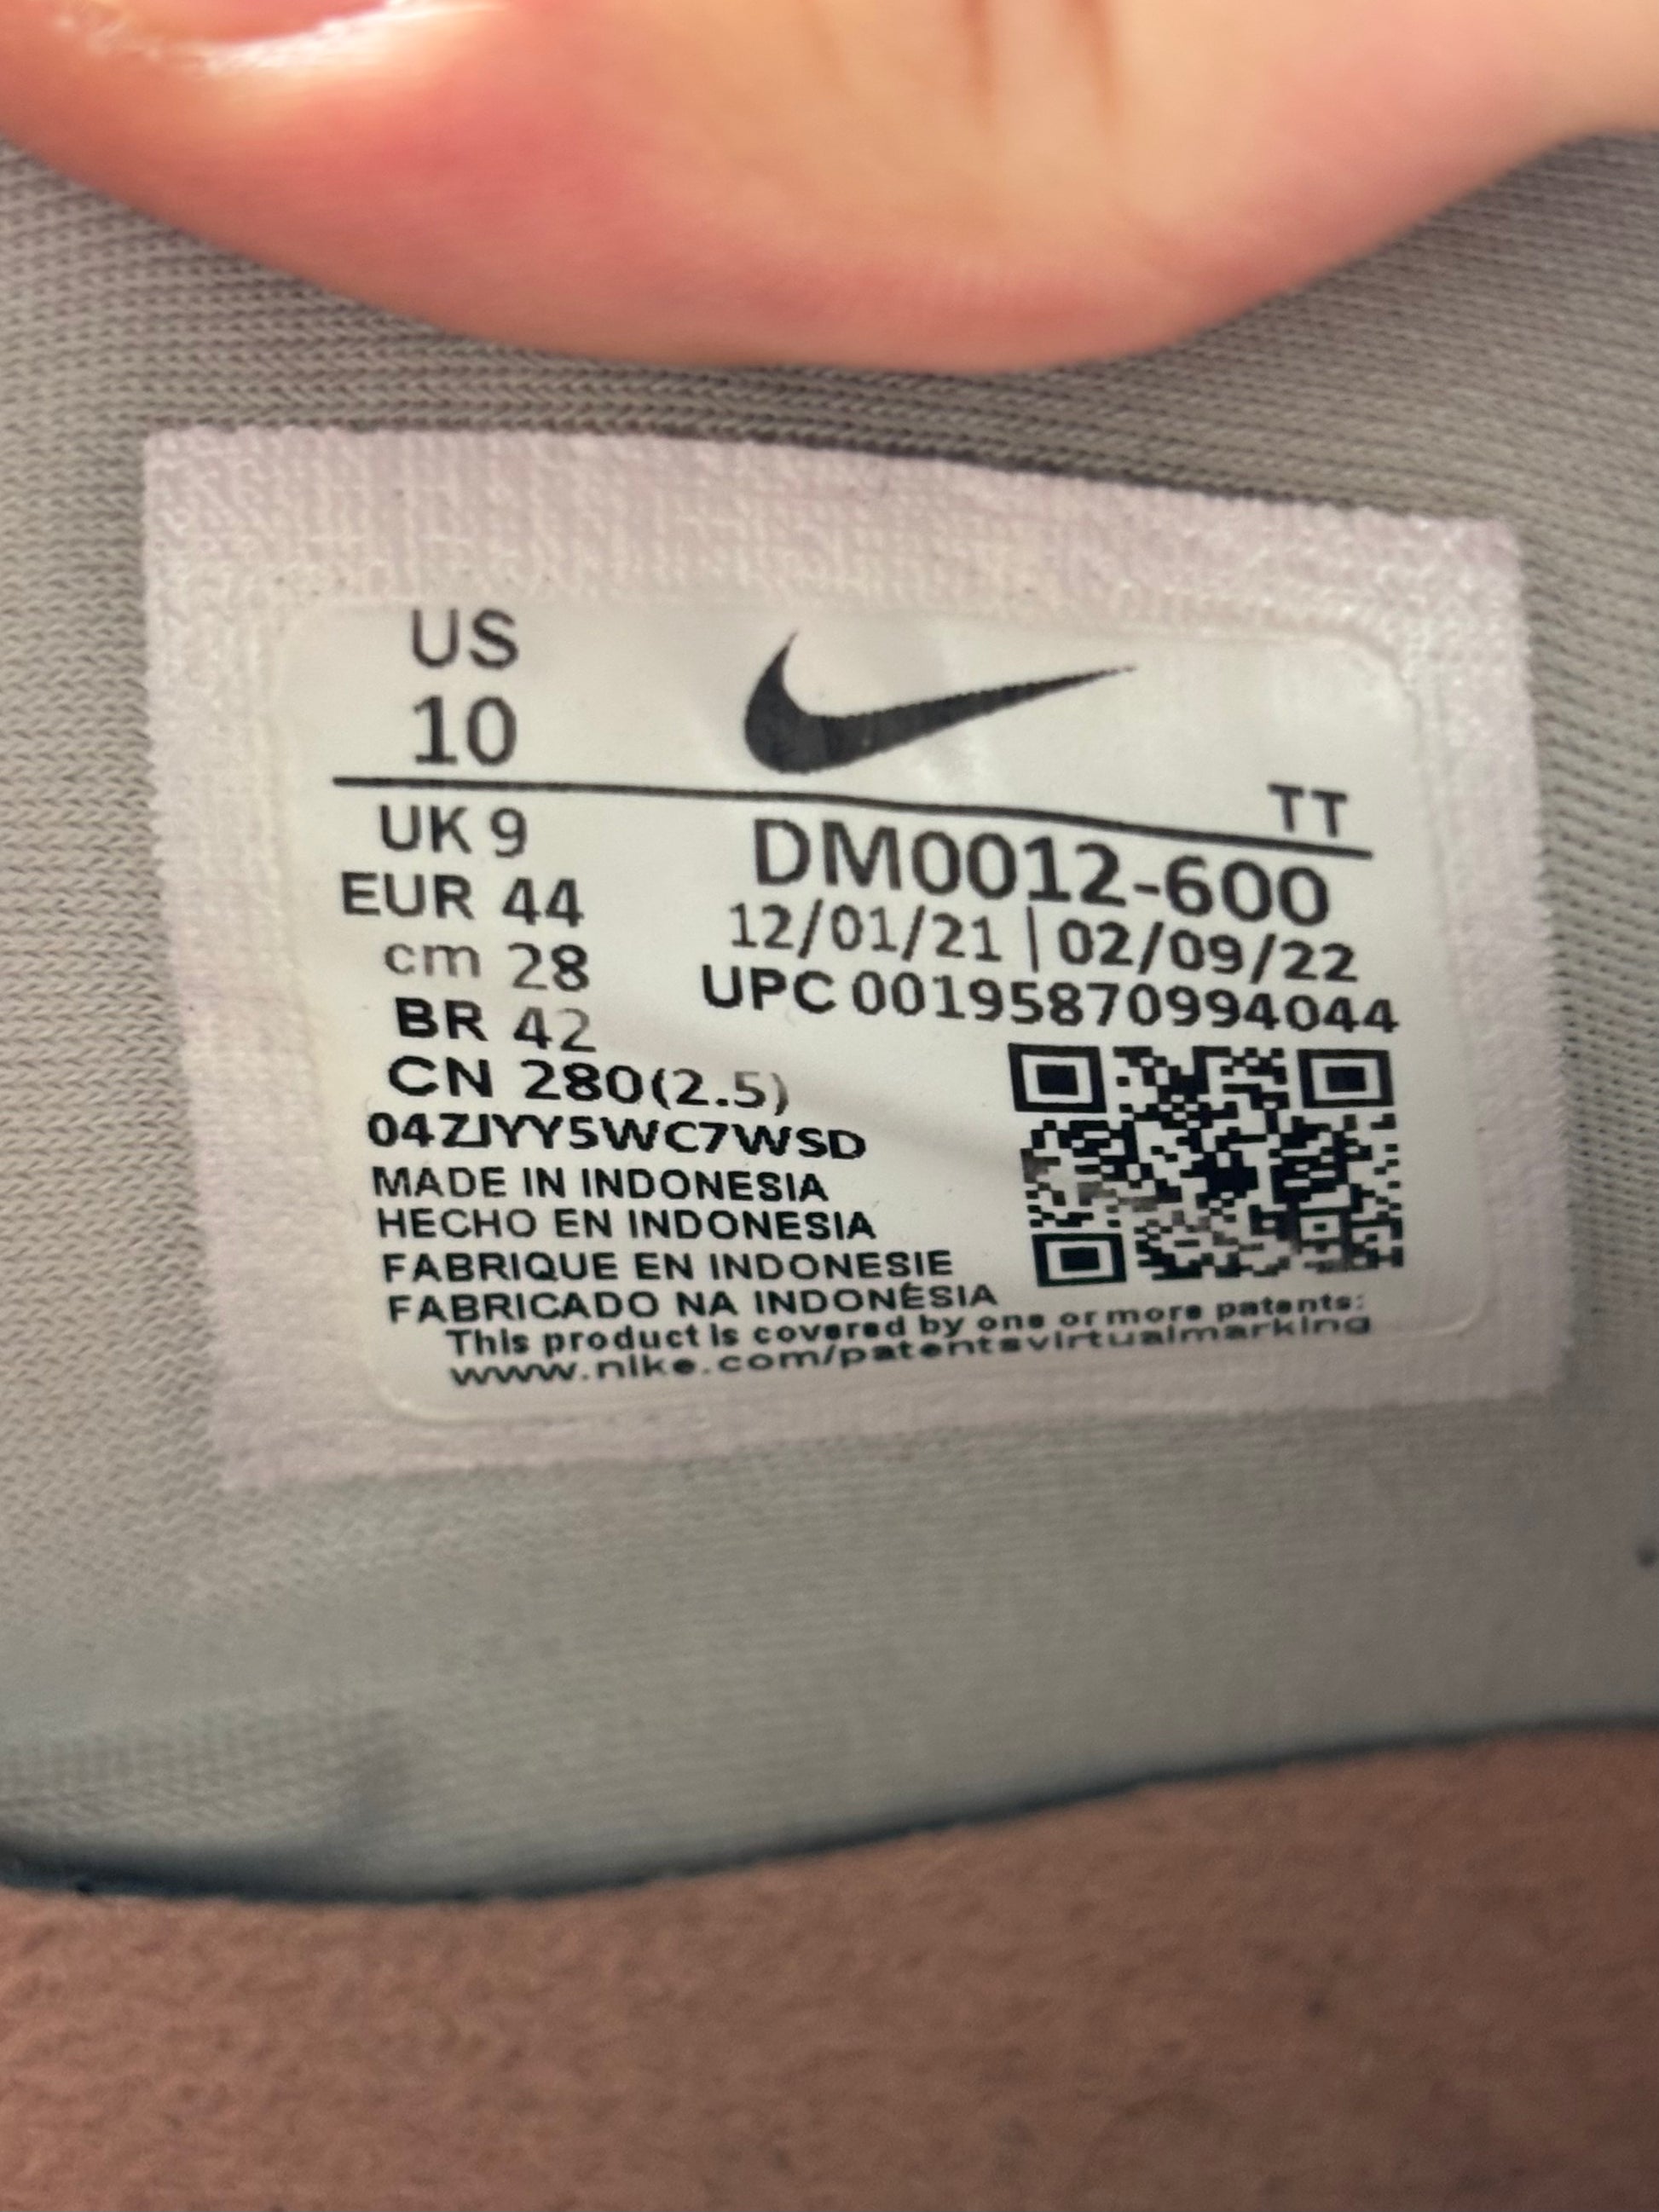 US
10
TT
UK 9
EUR 44
cm 28
BR 42
CN 280(2.5)
DM0012-600
12/01/21 | 02/09/22
UPC 00195870994044
04ZJYY5WC7WSD
MADE IN INDONESIA
HECHO EN INDONESIA
FABRIQUE EN INDONESIE
FABRICADO NA INDONÉSIA
This product is covered by one or more patents:
www.nike.com/patentsvirtualmarking